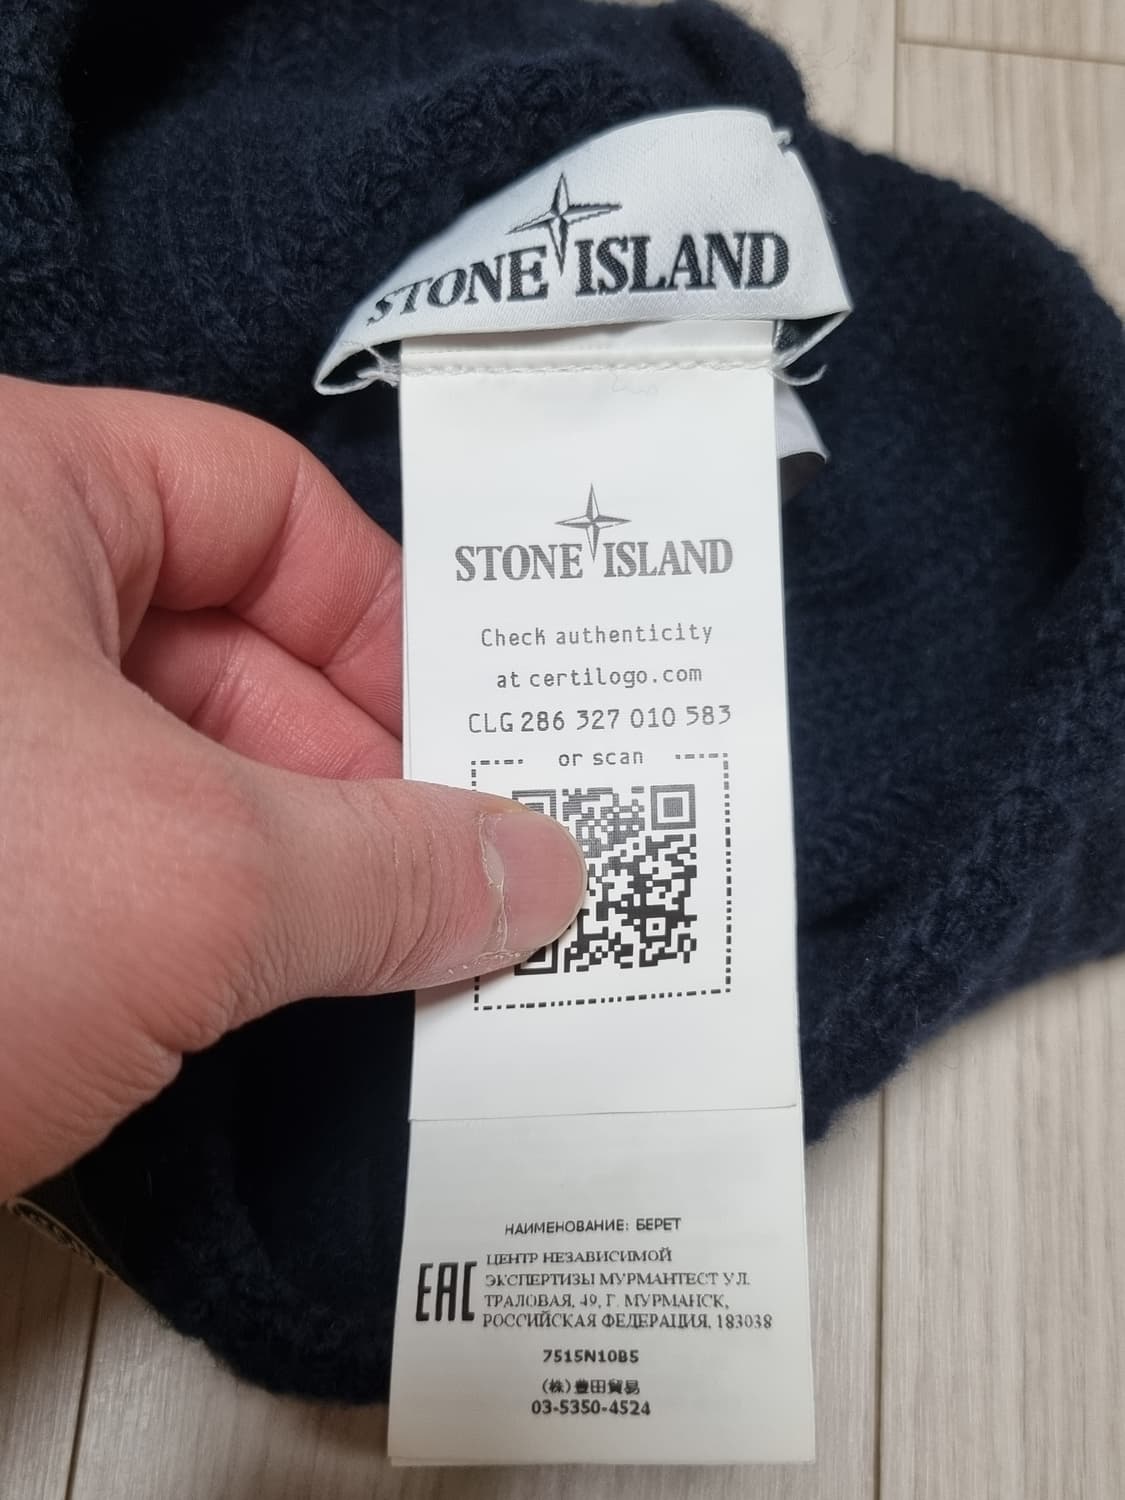 STONE ISLAND
STONE ISLAND
Check authenticity
at certilogo.com
CLG 286 327 010 583
or scan
НАИМЕНОВАНИЕ: БЕРЕТ
EAC
ЦЕНТР НЕЗАВИСИМОЙ
ЭКСПЕРТИЗЫ МУРМАНТЕСТ УЛ.
ТРАЛОВАЯ, 49, Г. МУРМАНСК,
РОССИЙСКАЯ ФЕДЕРАЦИЯ, 183038
7515N10B5
(株)豊田貿易
03-5350-4524